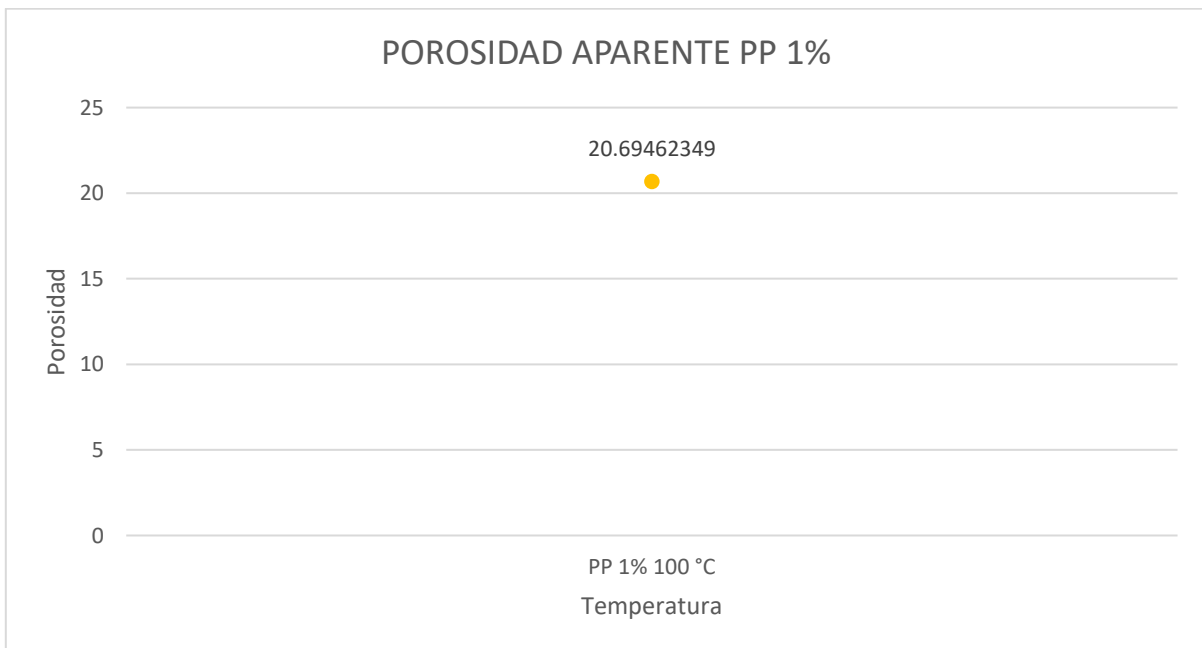 POROSIDAD APARENTE PP 1%
25
20.69462349
20
15
Porosidad
10
5
0
PP 1% 100 °C
Temperatura